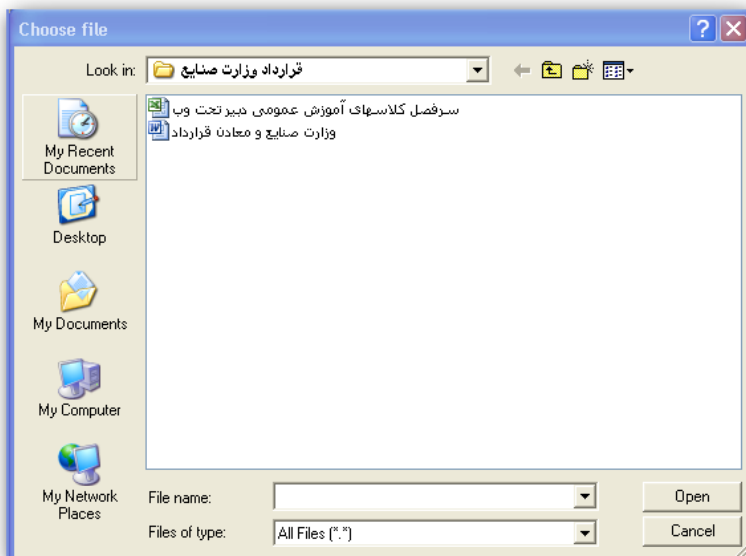 Choose file
Look in: قرارداد وزارت صنایع
My Recent
Documents
Desktop
My Documents
My Computer
My Network
Places
سرفصل کلاسهای آموزش عمومی دبیر تحت وب
وزارت صنایع و معادن قرارداد
File name:
Open
Files of type: All Files (*.*)
Cancel